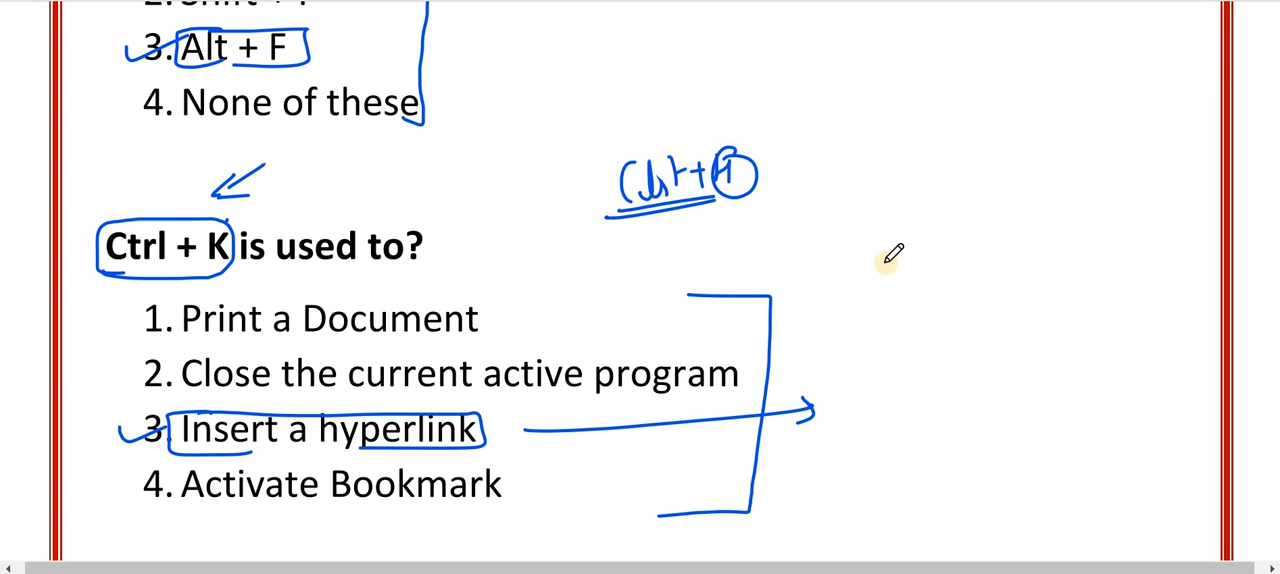 3. Alt + F
4. None of these
Ctrl + K is used to?
1. Print a Document
2. Close the current active program
3. Insert a hyperlink
4. Activate Bookmark